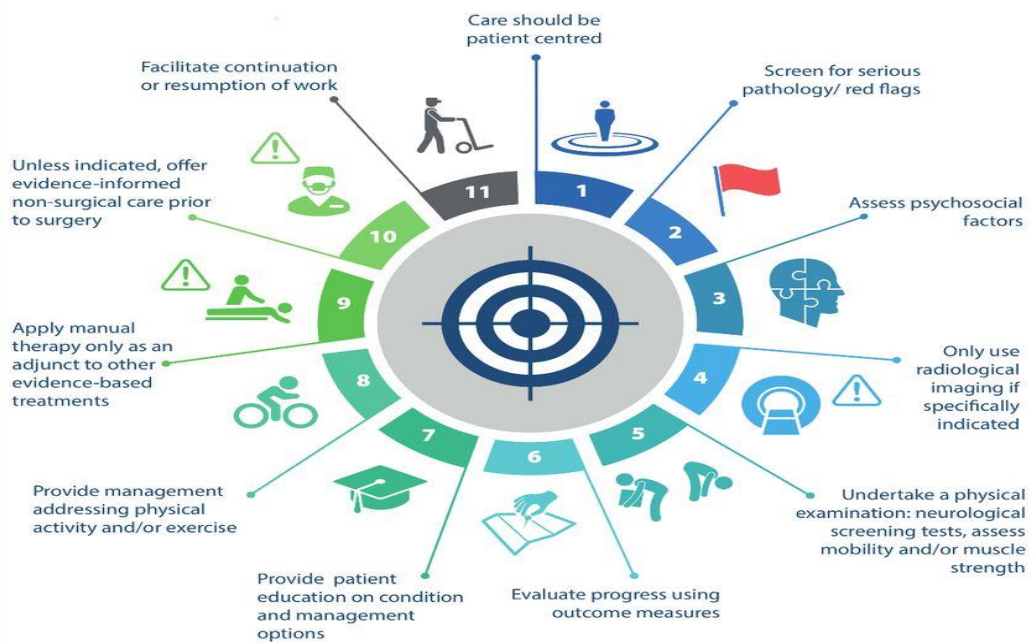 Care should be
patient centred
Screen for serious
pathology/ red flags
Assess psychosocial
factors
Only use
radiological
imaging if
specifically
indicated
Undertake a physical
examination: neurological
screening tests, assess
mobility and/or muscle
strength
Evaluate progress using
outcome measures
Provide patient
education on condition
and management
options
Provide management
addressing physical
activity and/or exercise
Apply manual
therapy only as an
adjunct to other
evidence-based
treatments
Unless indicated, offer
evidence-informed
non-surgical care prior
to surgery
Facilitate continuation
or resumption of work
1
2
3
4
5
6
7
8
9
10
11
!
!
!